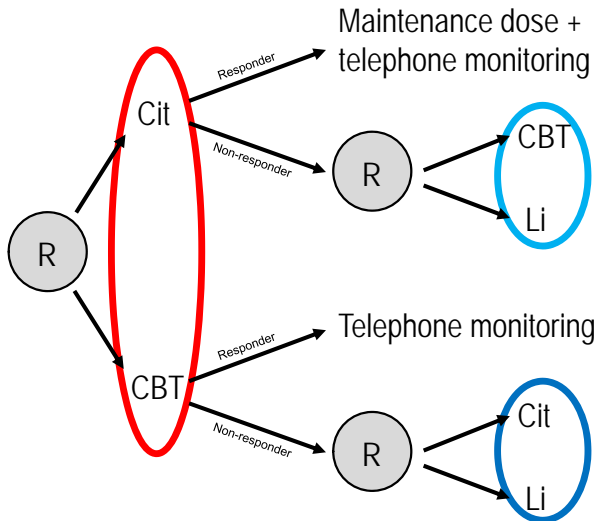 Maintenance dose +
telephone monitoring
Responder
Cit
CBT
Non-responder
R
Li
R
Telephone monitoring
Responder
CBT
Cit
Non-responder
R
Li